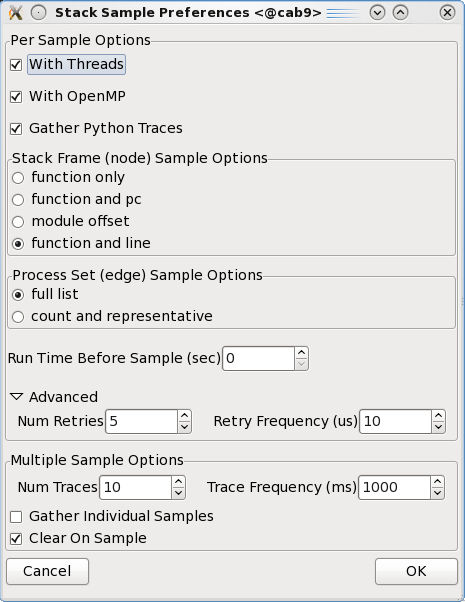 Stack Sample Preferences <@cab9>
Per Sample Options
With Threads
With OpenMP
Gather Python Traces
Stack Frame (node) Sample Options
function only
function and pc
module offset
function and line
Process Set (edge) Sample Options
full list
count and representative
Run Time Before Sample (sec) 0
Advanced
Num Retries 5 Retry Frequency (us) 10
Multiple Sample Options
Num Traces 10 Trace Frequency (ms) 1000
Gather Individual Samples
Clear On Sample
Cancel OK